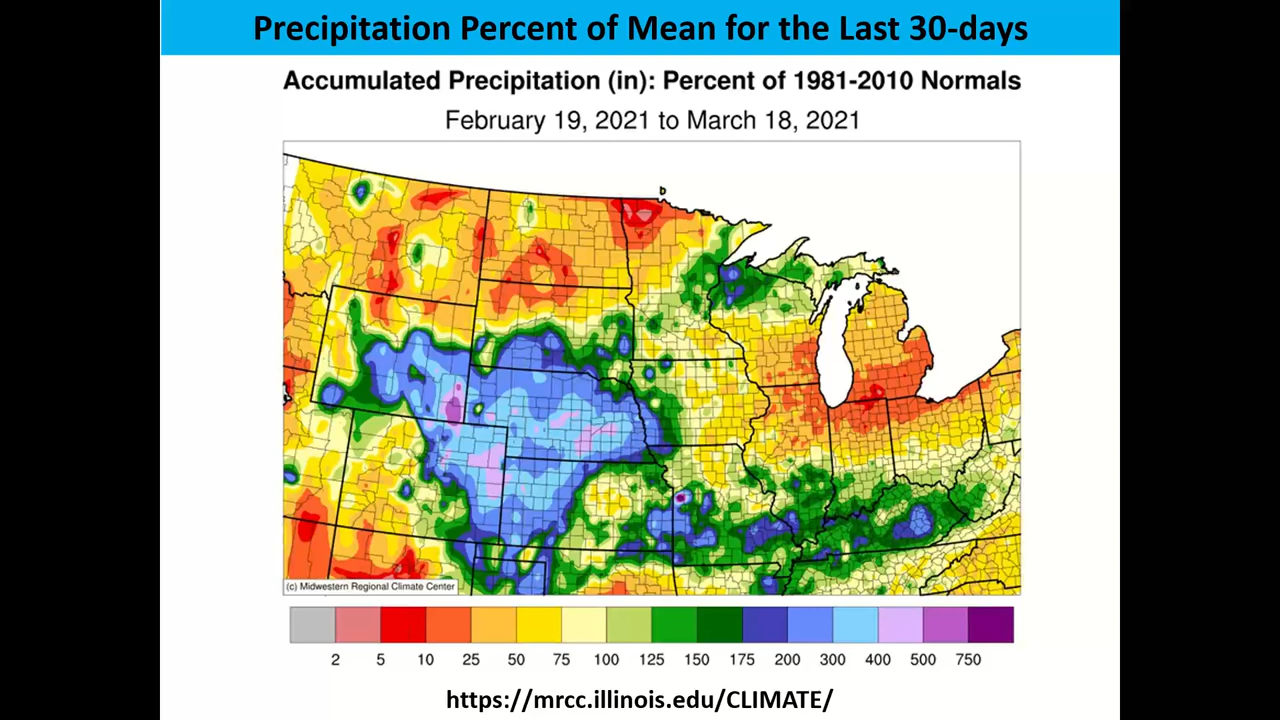 Precipitation Percent of Mean for the Last 30-days
Accumulated Precipitation (in): Percent of 1981-2010 Normals
February 19, 2021 to March 18, 2021
(c) Midwestern Regional Climate Center
2 5 10 25 50 75 100 125 150 175 200 300 400 500 750
https://mrcc.illinois.edu/CLIMATE/